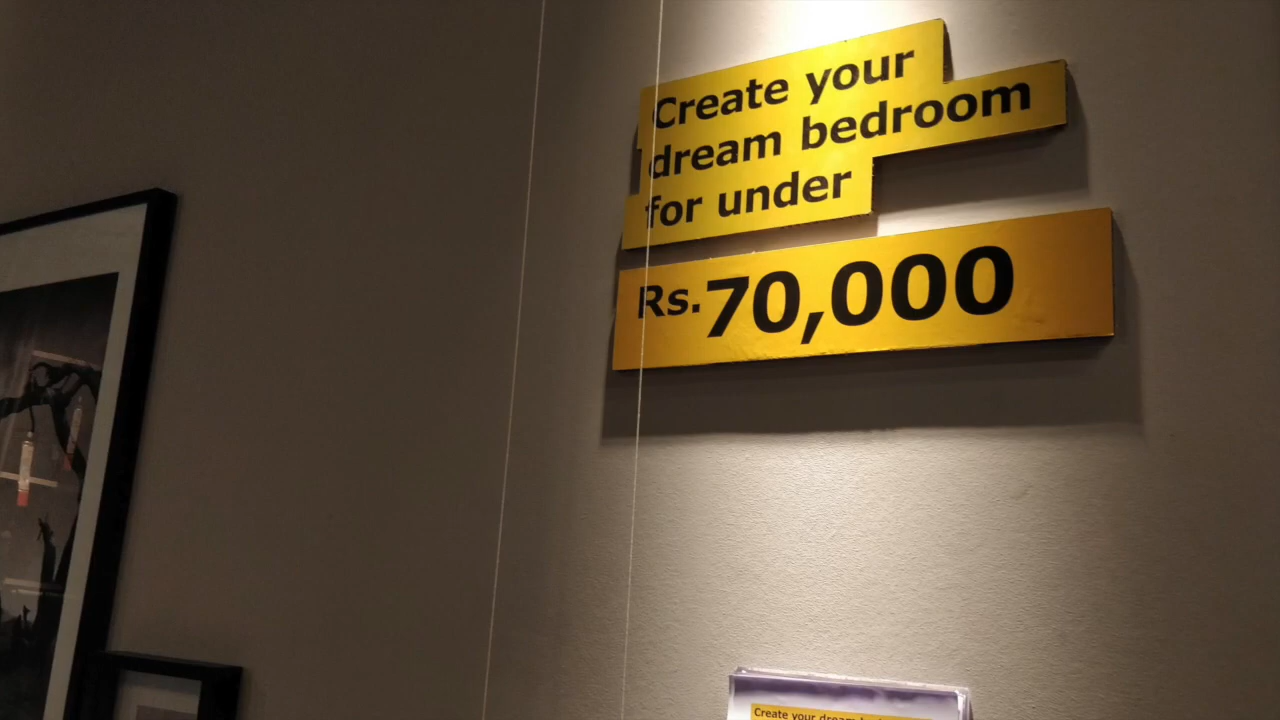 Create your
dream bedroom
for under
Rs.70,000
Create your dream